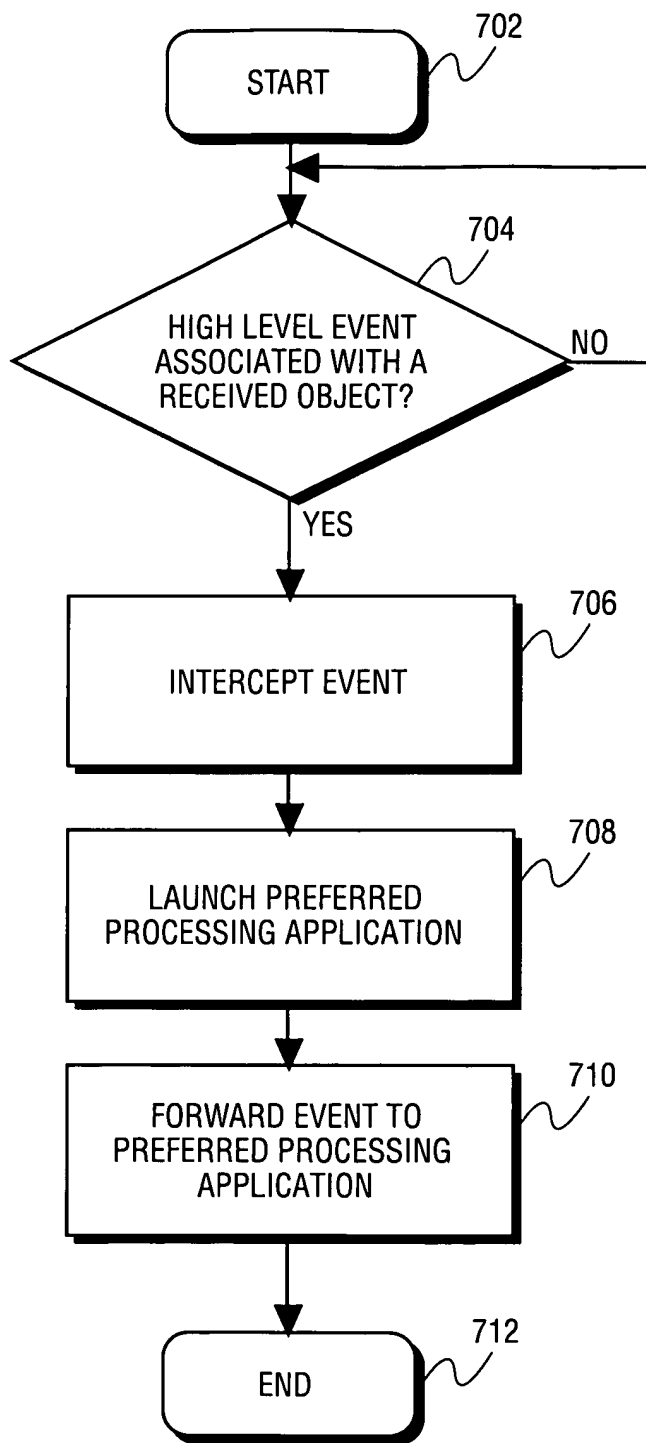 702
START
704
HIGH LEVEL EVENT
ASSOCIATED WITH A
RECEIVED OBJECT?
NO
YES
706
INTERCEPT EVENT
708
LAUNCH PREFERRED
PROCESSING APPLICATION
710
FORWARD EVENT TO
PREFERRED PROCESSING
APPLICATION
712
END